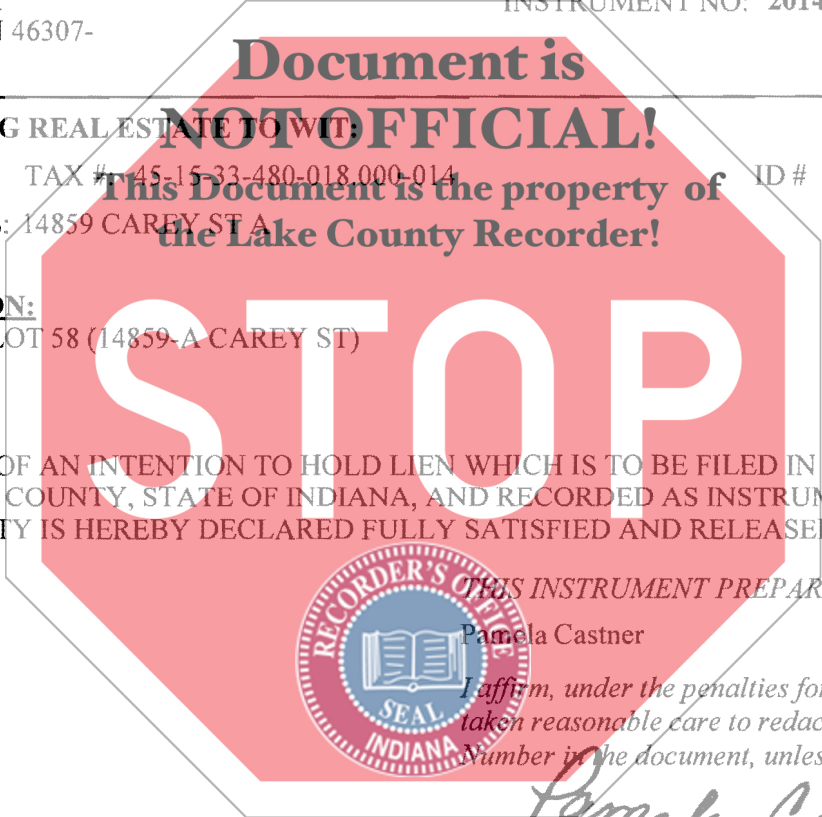 INSTRUMENT NO: 2014
46307-
Document is
NOT OFFICIAL!
G REAL ESTATE TO WIT:
TAX #: 45-15-33-480-018.000-014 ID #
This Document is the property of
: 14859 CAREY ST A
the Lake County Recorder!
ON:
LOT 58 (14859-A CAREY ST)
STOP
OF AN INTENTION TO HOLD LIEN WHICH IS TO BE FILED IN
COUNTY, STATE OF INDIANA, AND RECORDED AS INSTRUM
TY IS HEREBY DECLARED FULLY SATISFIED AND RELEASE
RECORDER'S OFFICE
SEAL
INDIANA
THIS INSTRUMENT PREPAR
Pamela Castner
I affirm, under the penalties for
taken reasonable care to redac
Number in the document, unles
Pamela C